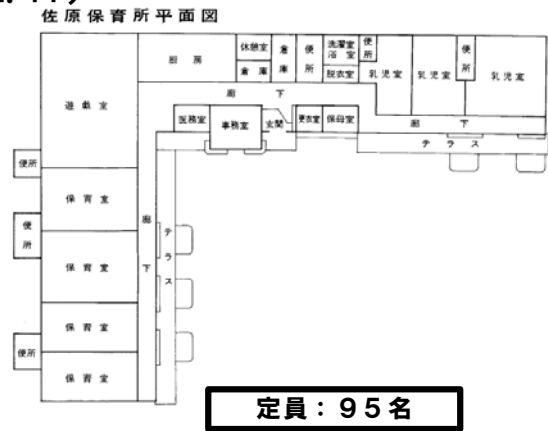 佐原保育所平面図
休憩室
倉庫
便所
洗濯室
浴室
便所
便所
厨房
倉庫
脱衣室
乳児室
乳児室
乳児室
廊下
遊戯室
医務室
事務室
玄関
更衣室
保母室
廊下
テラス
便所
保育室
便所
廊下
テラス
保育室
保育室
便所
保育室
定員：９５名